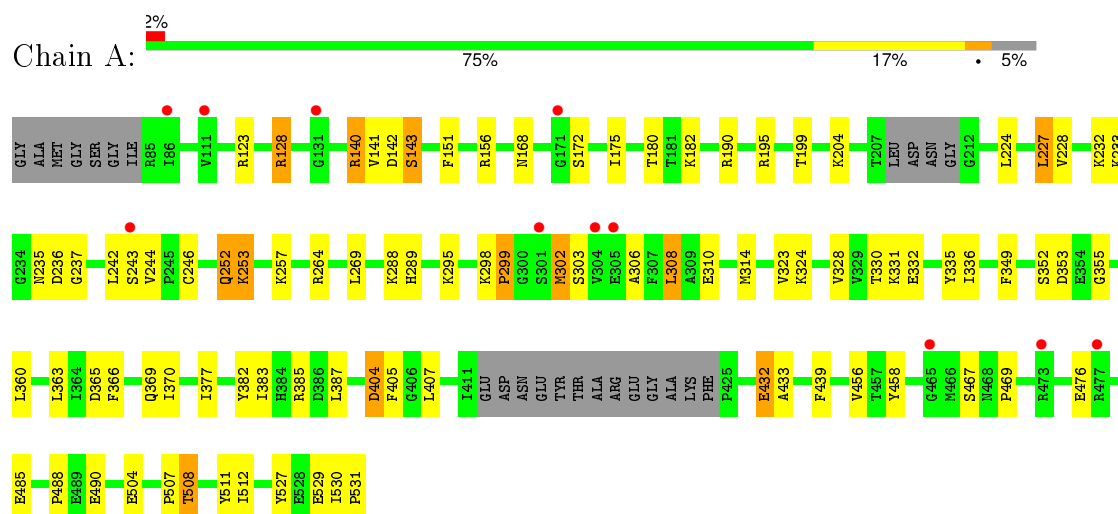 2%
Chain A:
75% 17% • 5%
GLY ALA MET GLY SER GLY ILE R85 I86 V111 R123 R128 G131 R140 V141 D142 S143 F151 R156 N168 G171 S172 I175 T180 T181 K182 R190 R195 T199 K204 T207 LEU ASP ASN GLY G212 L224 L227 V228 K232 K233
G234 N235 D236 G237 L242 S243 V244 P245 C246 Q252 K253 K257 R264 L269 K288 H289 K295 K298 P299 G300 S301 M302 S303 V304 E305 A306 F307 L308 A309 E310 M314 V323 K324 V328 V329 T330 K331 E332 Y335 I336 F349 S352 D353 E354 G355
L360 L363 I364 D365 F366 Q369 I370 I377 Y382 I383 H384 R385 D386 L387 D404 F405 G406 L407 I411 GLU ASP ASN GLU TYR THR ALA ARG GLU GLY ALA LYS PHE P425 E432 A433 F439 V456 T457 Y458 G465 M466 S467 N468 P469 R473 E476 R477
E485 P488 E489 E490 E504 P507 T508 Y511 I512 Y527 E528 E529 I530 P531